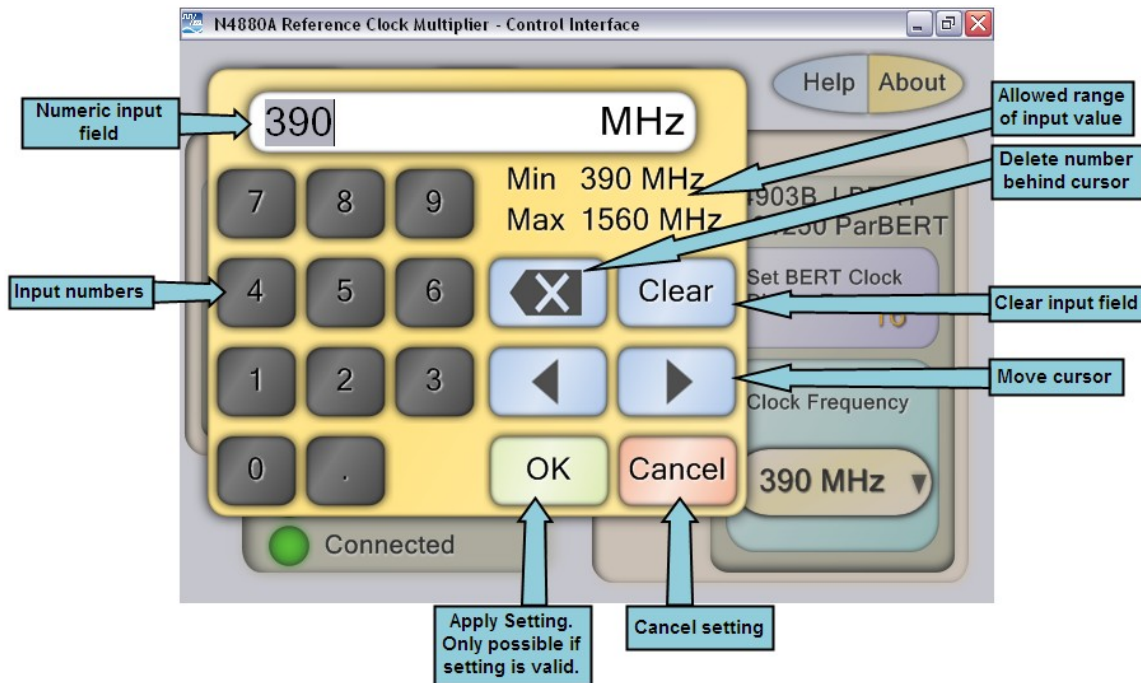 N4880A Reference Clock Multiplier - Control Interface
Help About
Numeric input
field
390 MHz
Allowed range
of input value
Min 390 MHz
Max 1560 MHz
Delete number
behind cursor
7 8 9
ParBERT
Input numbers
4 5 6
Clear
Set BERT Clock
Clear input field
1 2 3
Move cursor
Clock Frequency
0 .
OK Cancel
390 MHz
Connected
Apply Setting.
Only possible if
setting is valid.
Cancel setting